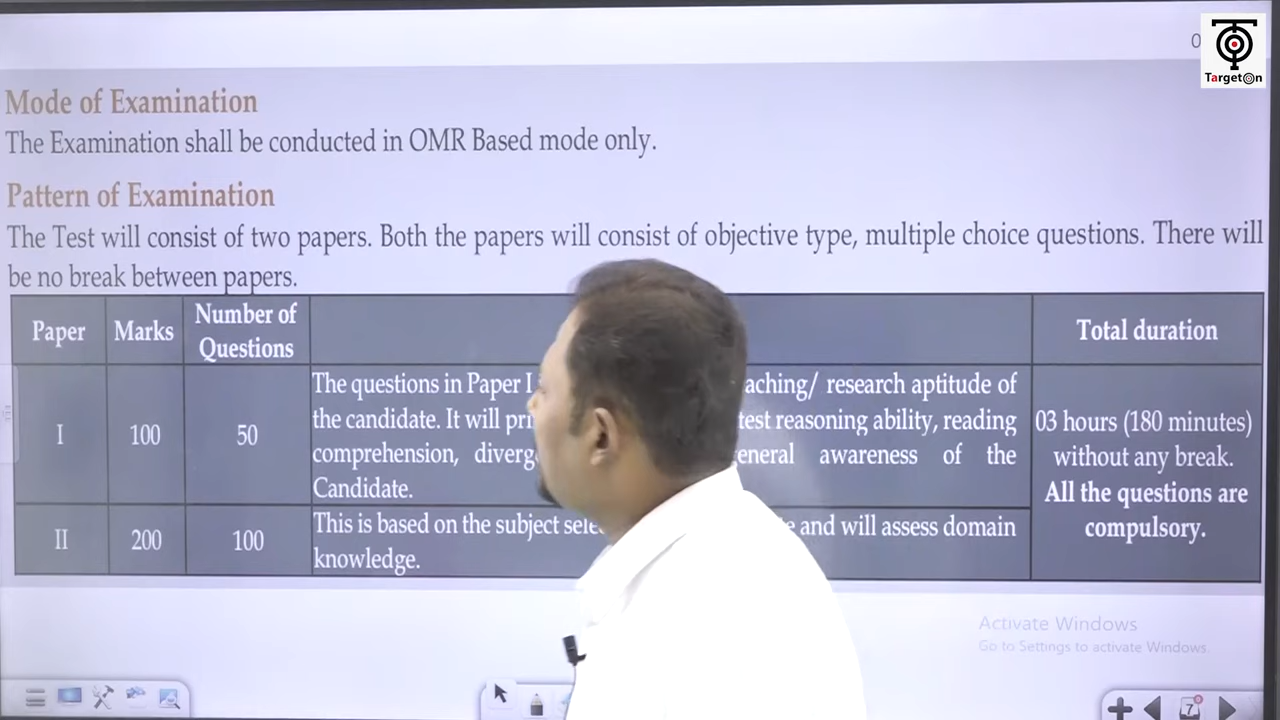 0
TargetOn
Mode of Examination
The Examination shall be conducted in OMR Based mode only.
Pattern of Examination
The Test will consist of two papers. Both the papers will consist of objective type, multiple choice questions. There will
be no break between papers.
Paper
Marks
Number of
Questions
Total duration
I
100
50
The questions in Paper I aching/ research aptitude of
the candidate. It will test reasoning ability, reading
comprehension, eneral awareness of the
Candidate.
03 hours (180 minutes)
without any break.
All the questions are
compulsory.
II
200
100
This is based on the subject and will assess domain
knowledge.
Activate Windows
Go to Settings to activate Windows.
7